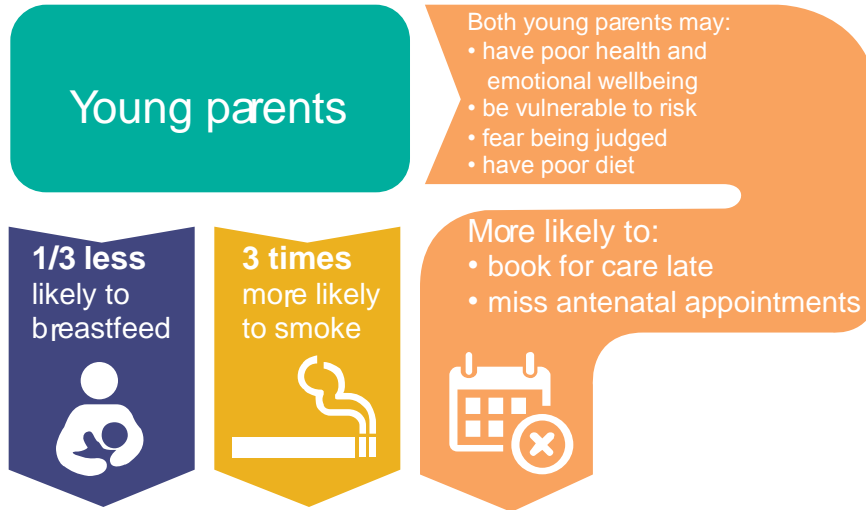 Young parents
Both young parents may:
• have poor health and
emotional wellbeing
• be vulnerable to risk
• fear being judged
• have poor diet
1/3 less
likely to
breastfeed
3 times
more likely
to smoke
More likely to:
• book for care late
• miss antenatal appointments